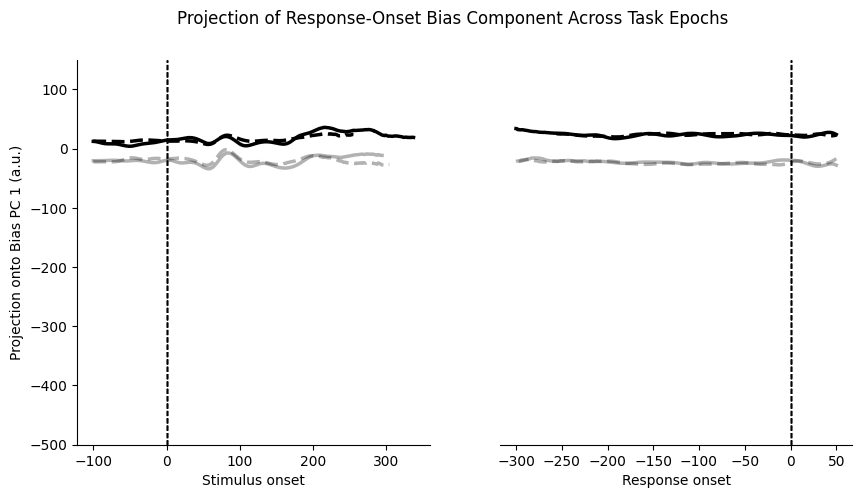 Projection of Response-Onset Bias Component Across Task Epochs
Projection onto Bias PC 1 (a.u.)
100
0
−100
−200
−300
−400
−500
−100 0 100 200 300
Stimulus onset
−300 −250 −200 −150 −100 −50 0 50
Response onset